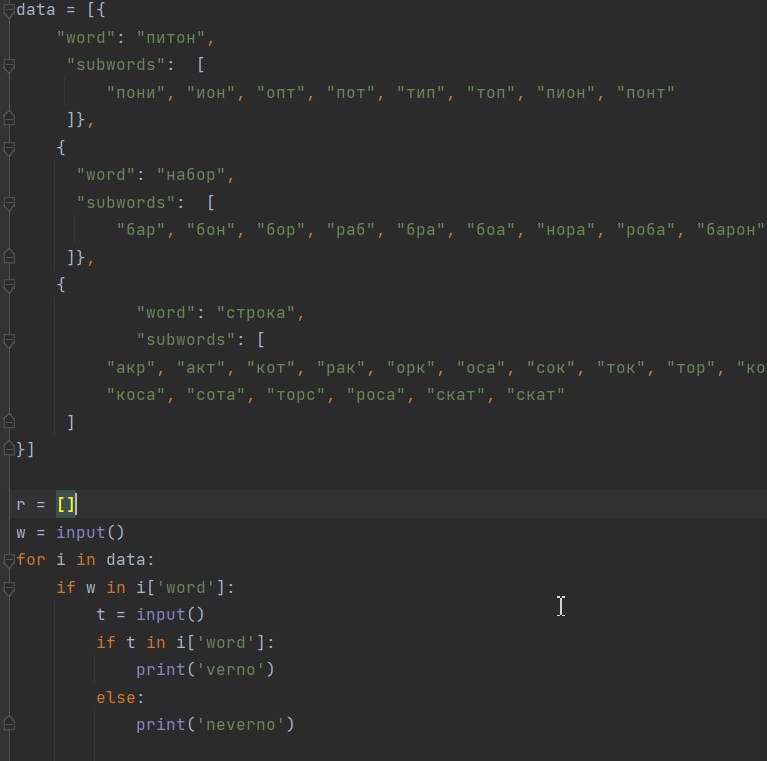 data = [{
    "word": "питон",
     "subwords":  [
         "пони", "ион", "опт", "пот", "тип", "топ", "пион", "понт"
     ]},
    {
      "word": "набор",
      "subwords":  [
          "бар", "бон", "бор", "раб", "бра", "боа", "нора", "роба", "барон"
     ]},
    {
            "word": "строка",
            "subwords": [
         "акр", "акт", "кот", "рак", "орк", "оса", "сок", "ток", "тор", "ко
         "коса", "сота", "торс", "роса", "скат", "скат"
     ]
}]
r = []
w = input()
for i in data:
    if w in i['word']:
        t = input()
        if t in i['word']:
            print('verno')
        else:
            print('neverno')